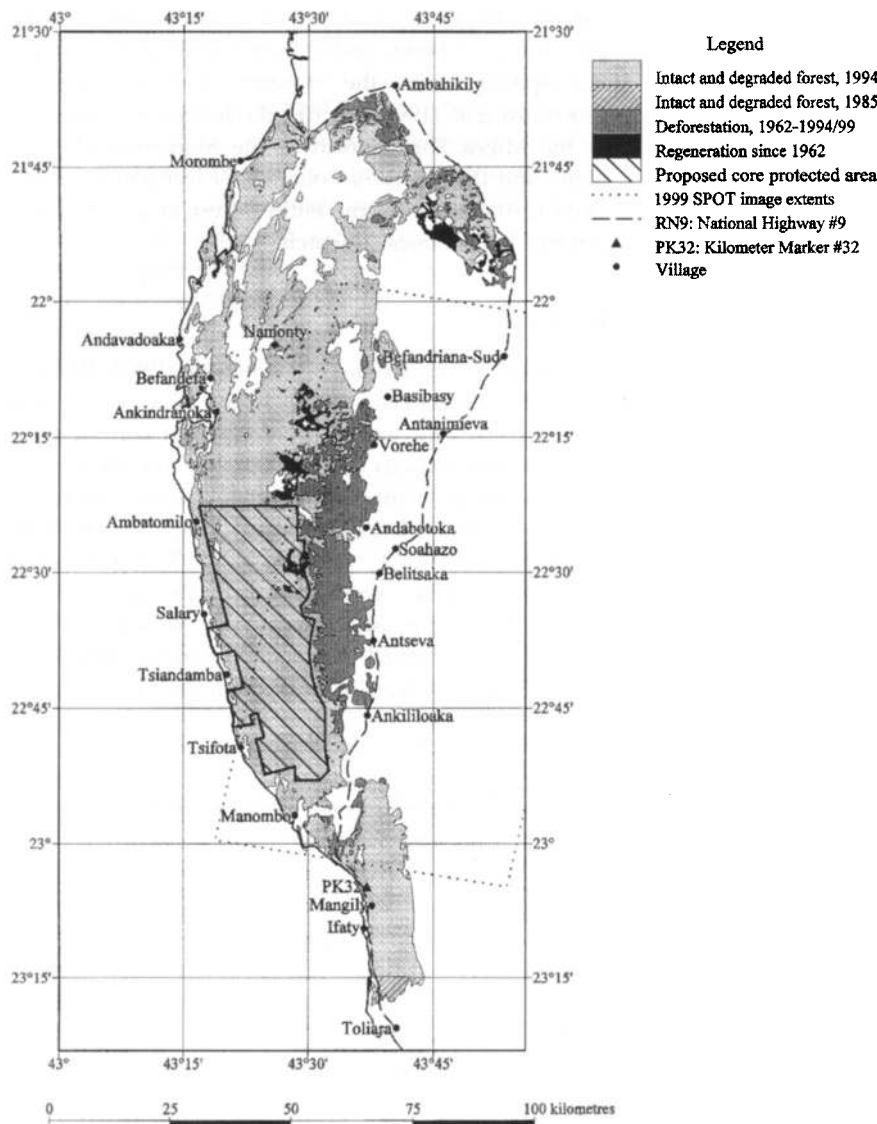 43° 43°15' 43°30' 43°45'
21°30' 21°30'
Legend
Intact and degraded forest, 1994
Intact and degraded forest, 1985
Deforestation, 1962-1994/99
Regeneration since 1962
Proposed core protected area
1999 SPOT image extents
RN9: National Highway #9
PK32: Kilometer Marker #32
Village
Ambahikily
Morombe
21°45' 21°45'
22° 22°
Andavadoaka
Namonty
Befandriana-Sud
Befandefa
Basibasy
Ankindranoka
Antanimieva
22°15' 22°15'
Vorehe
Ambatomilo
Andabotoka
Soahazo
22°30' 22°30'
Belitsaka
Salary
Antseva
Tsiandamba
22°45' 22°45'
Ankililoaka
Tsifota
Manombo
23° 23°
PK32
Mangily
Ifaty
23°15' 23°15'
Toliara
43° 43°15' 43°30' 43°45'
0 25 50 75 100 kilometres